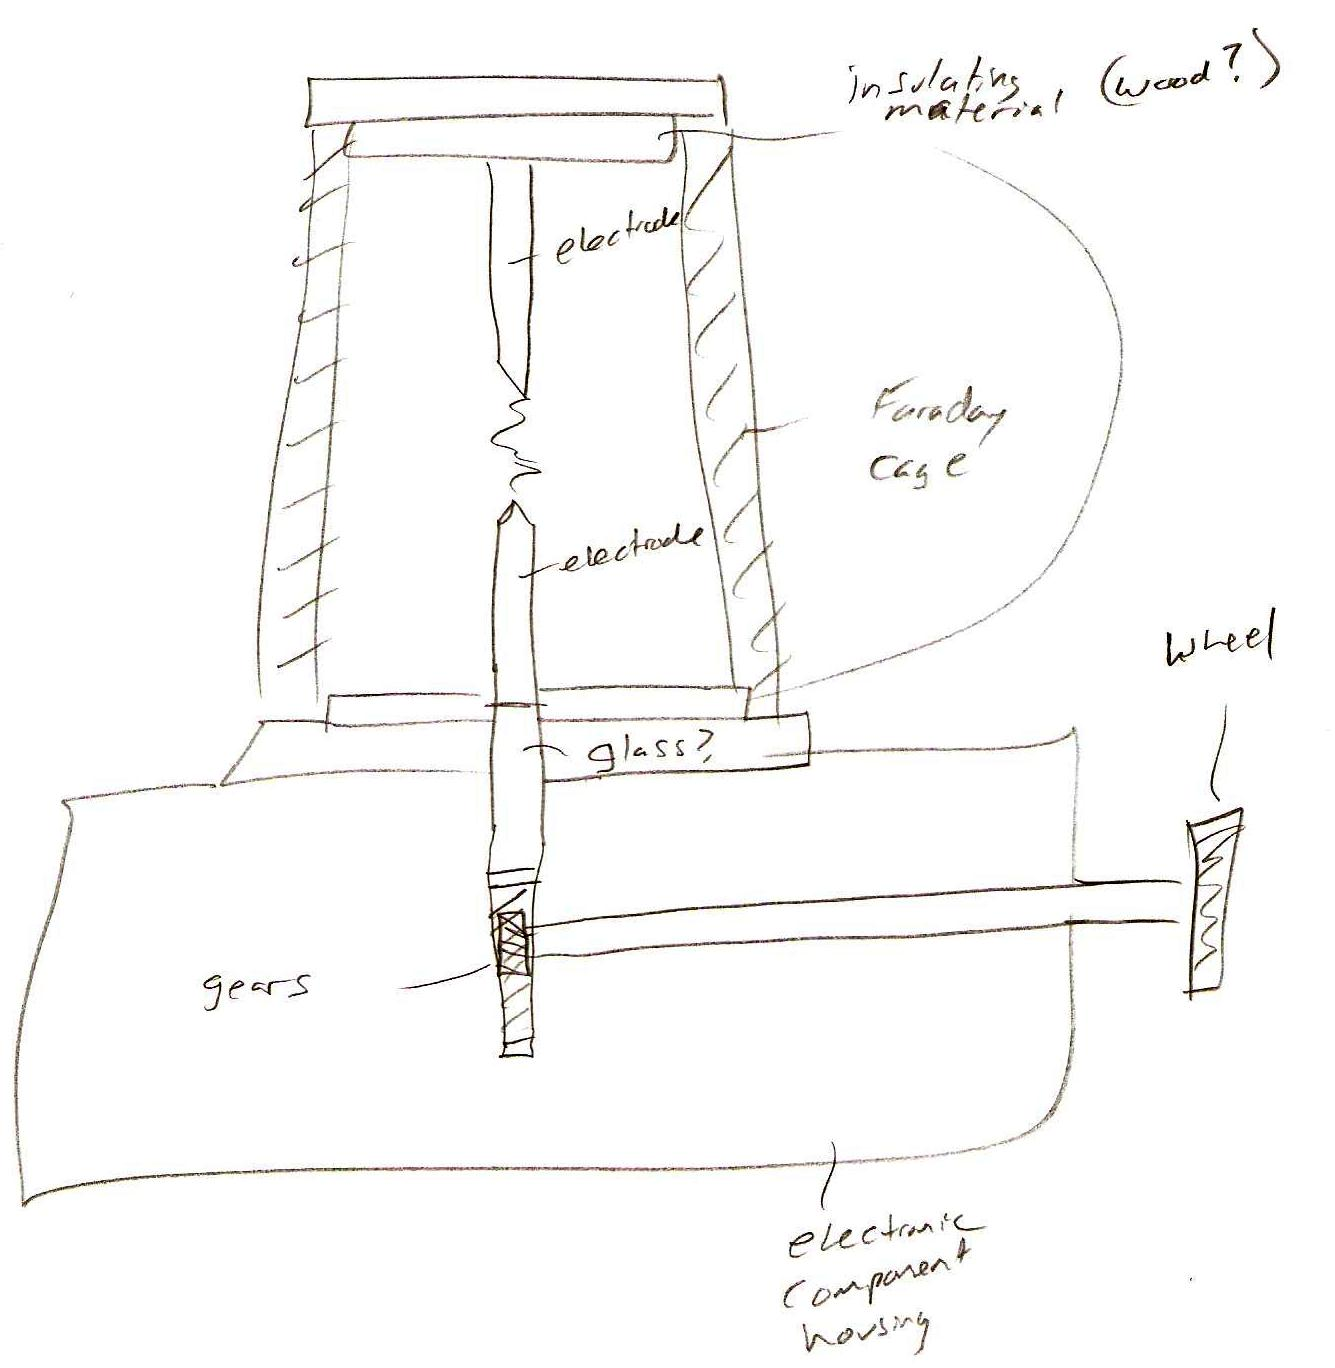 insulating
material (wood?)
electrode
Faraday
cage
electrode
wheel
glass?
gears
electronic
component
housing